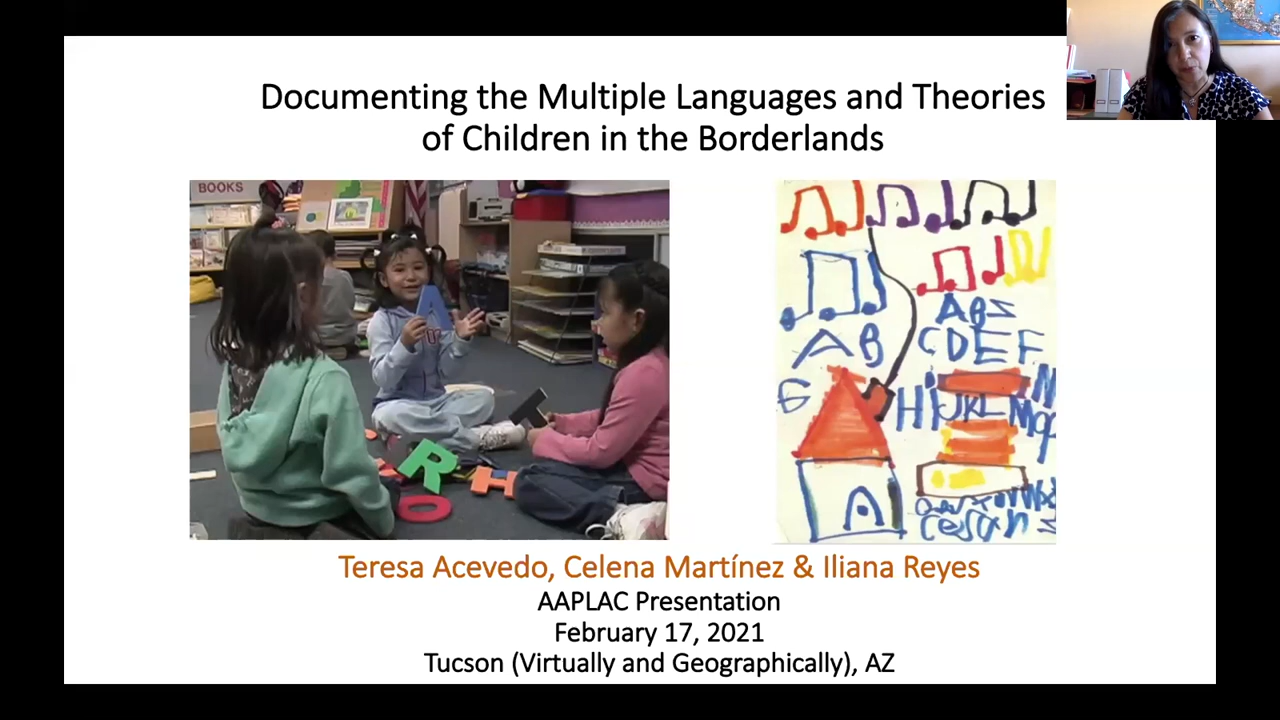 Documenting the Multiple Languages and Theories
of Children in the Borderlands
BOOKS
A
R
H
O
A B S
A B C D E F
G H I J K L M
Teresa Acevedo, Celena Martínez & Iliana Reyes
AAPLAC Presentation
February 17, 2021
Tucson (Virtually and Geographically), AZ